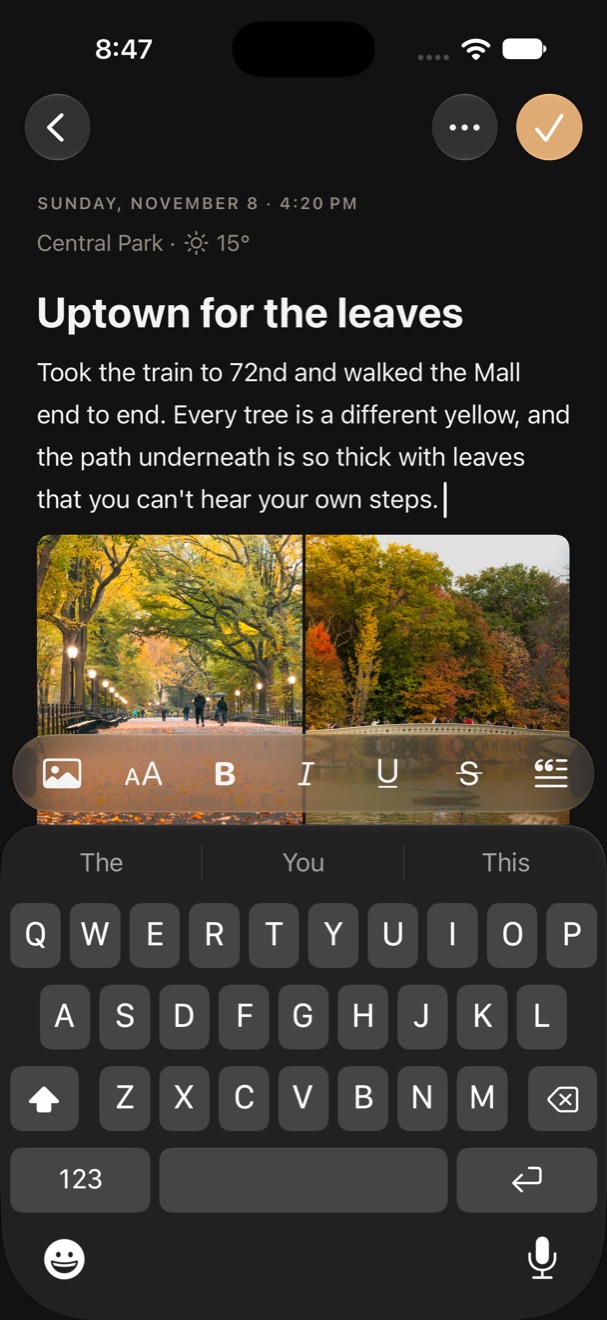 8:47
SUNDAY, NOVEMBER 8 · 4:20 PM
Central Park · 15°
Uptown for the leaves
Took the train to 72nd and walked the Mall
end to end. Every tree is a different yellow, and
the path underneath is so thick with leaves
that you can't hear your own steps.
AA B I U S
The You This
Q W E R T Y U I O P
A S D F G H J K L
Z X C V B N M
123